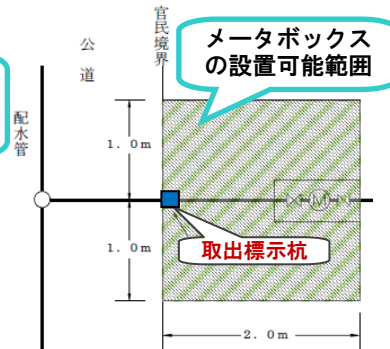 公道
官民境界
メータボックス
の設置可能範囲
配水管
1.0m
M
取出標示杭
1.0m
2.0m